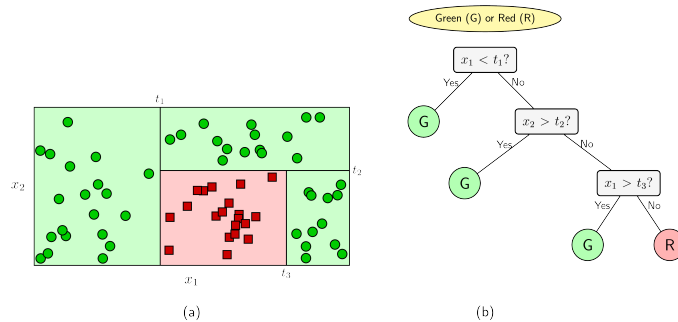 t₁
t₂
x₂
t₃
x₁
(a)
Green (G) or Red (R)
x₁ < t₁?
Yes
No
G
x₂ > t₂?
Yes
No
G
x₁ > t₃?
Yes
No
G
R
(b)